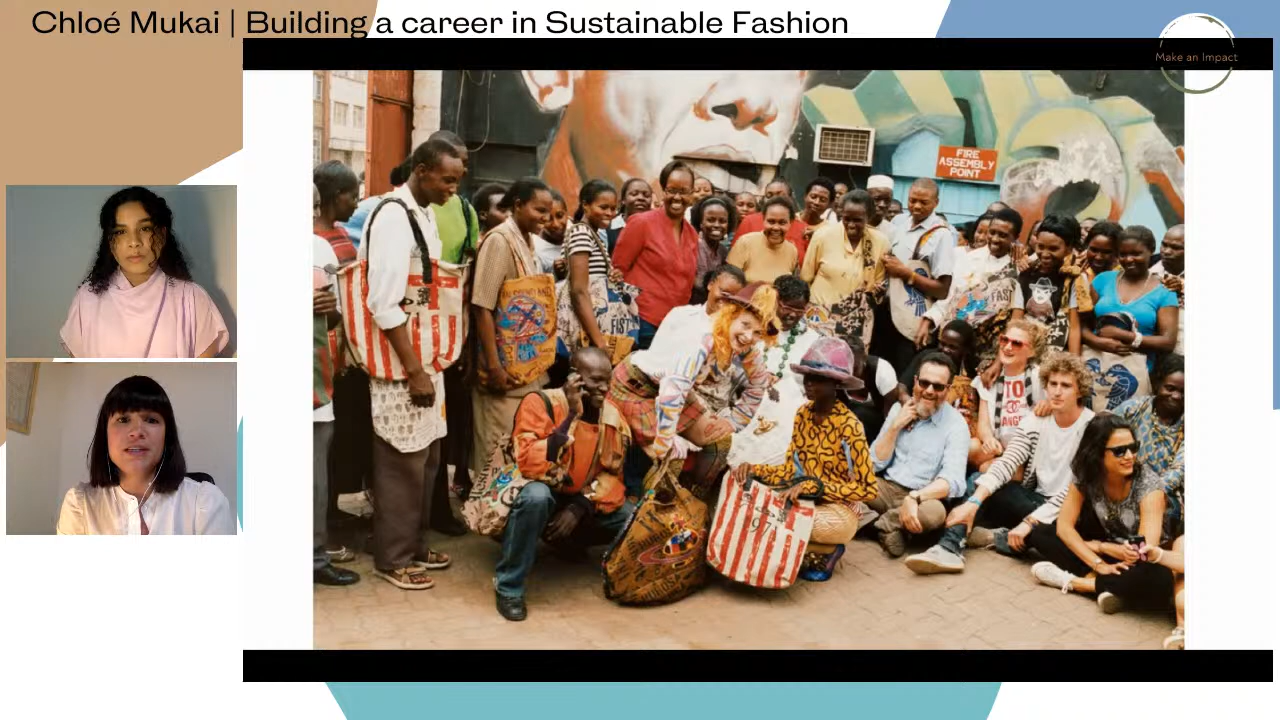 Chloé Mukai | Building a career in Sustainable Fashion
Make an Impact
FIRE
ASSEMBLY
POINT